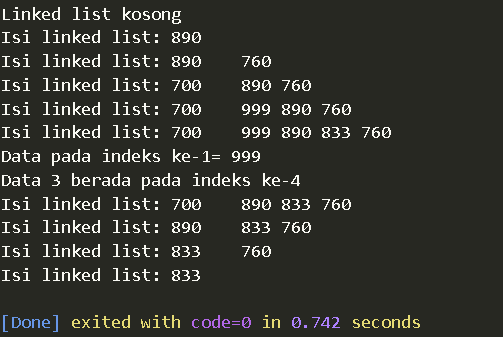 Linked list kosong
Isi linked list: 890
Isi linked list: 890    760
Isi linked list: 700    890 760
Isi linked list: 700    999 890 760
Isi linked list: 700    999 890 833 760
Data pada indeks ke-1= 999
Data 3 berada pada indeks ke-4
Isi linked list: 700    890 833 760
Isi linked list: 890    833 760
Isi linked list: 833    760
Isi linked list: 833
[Done] exited with code=0 in 0.742 seconds